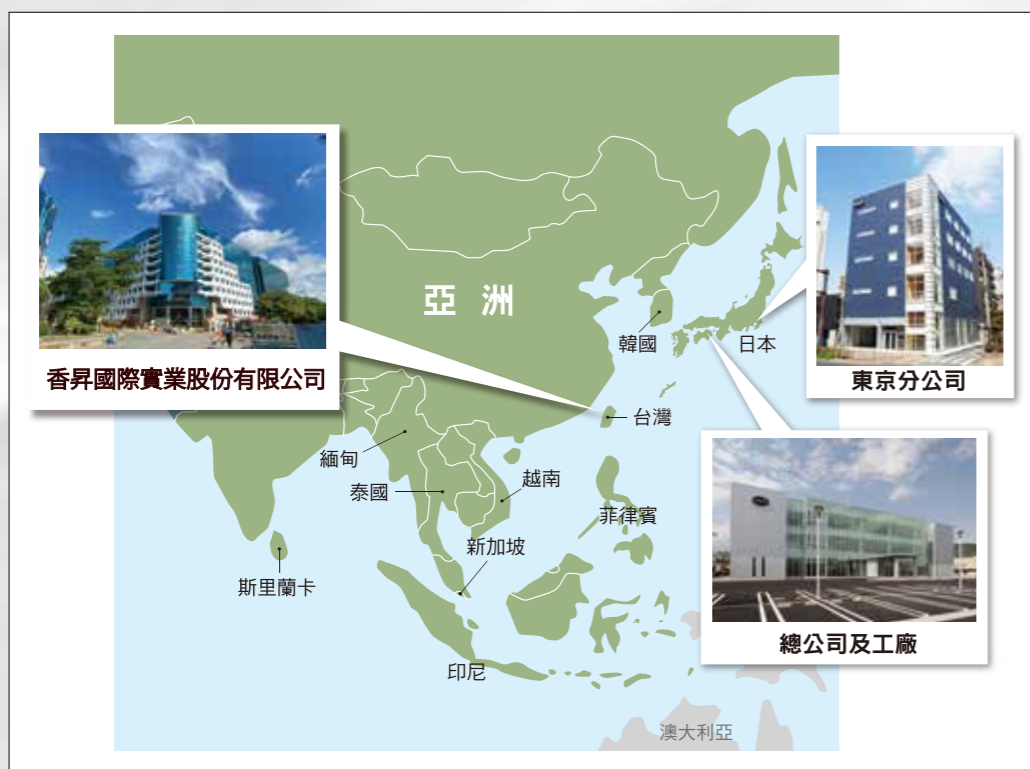 亞洲
香昇國際實業股份有限公司
韓國
日本
東京分公司
台灣
緬甸
泰國
越南
菲律賓
新加坡
斯里蘭卡
總公司及工廠
印尼
澳大利亞